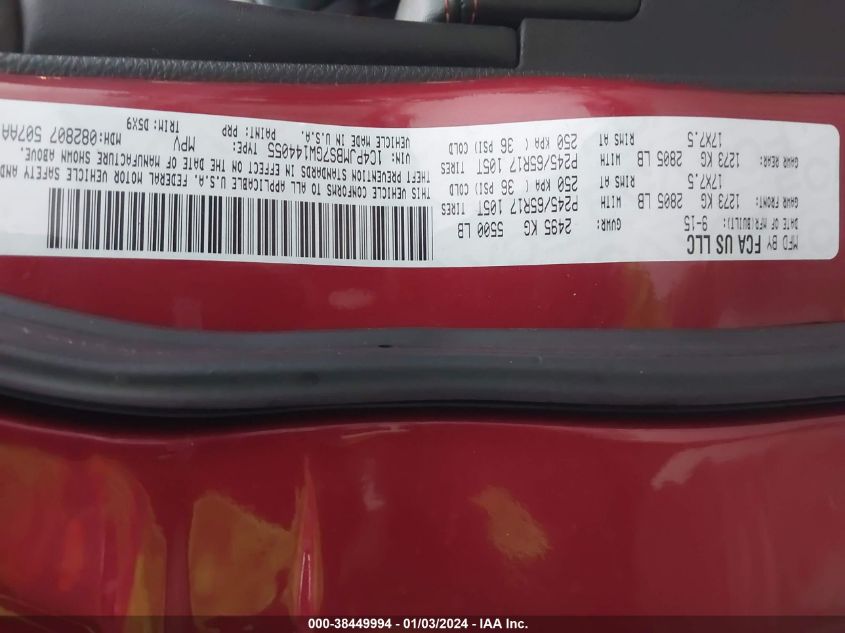 MFD BY FCA US LLC
DATE OF MFR(BUILT): 9-15 GVWR: 2495 KG 5500 LB
GAWR FRONT: 1273 KG 2805 LB WITH P245/65R17 105T TIRES
17X7.5 RIMS AT 250 KPA ( 36 PSI) COLD
GAWR REAR: 1273 KG 2805 LB WITH P245/65R17 105T TIRES
17X7.5 RIMS AT 250 KPA ( 36 PSI) COLD
THIS VEHICLE CONFORMS TO ALL APPLICABLE U.S.A. FEDERAL MOTOR VEHICLE SAFETY AND
THEFT PREVENTION STANDARDS IN EFFECT ON THE DATE OF MANUFACTURE SHOWN ABOVE.
VIN: 1C4PJMBS7GW144055 TYPE: MPV MDH:082807 507AA
VEHICLE MADE IN U.S.A. PAINT: PRP TRIM: D5X9
000-38449994 - 01/03/2024 - IAA Inc.